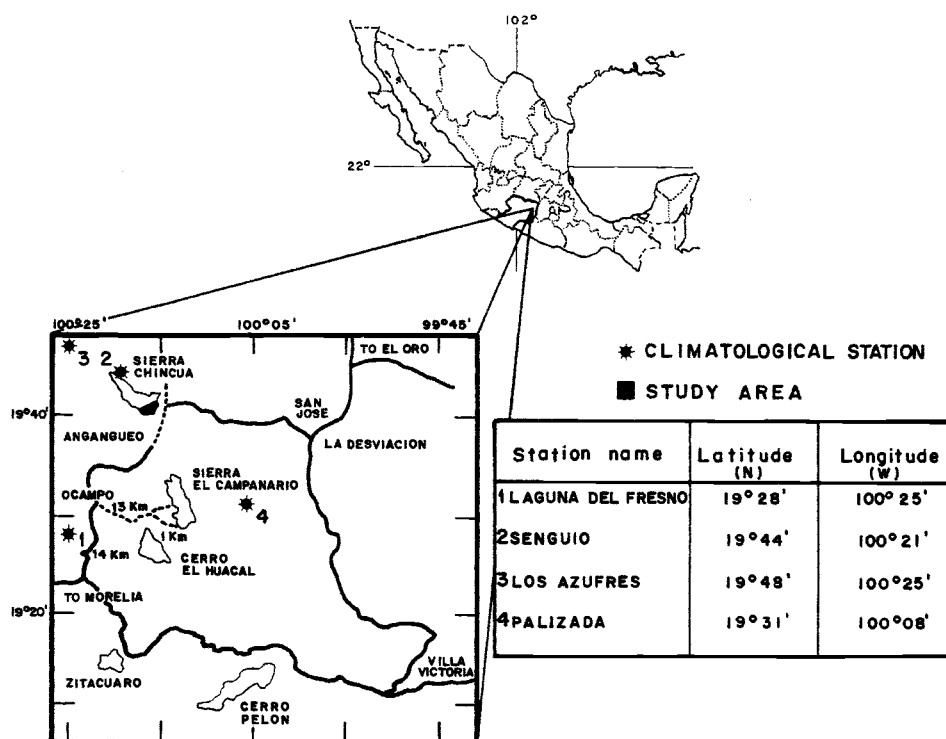 102°
22°
100°25' 100°05' 99°45'
TO EL ORO
3 2 SIERRA
CHINCUA
19°40'
SAN
JOSE
ANGANGUEO
LA DESVIACION
SIERRA
EL CAMPANARIO
OCAMPO
13 Km
4
1 Km
1
14 Km
CERRO
EL HUACAL
TO MORELIA
19°20'
ZITACUARO
VILLA
VICTORIA
CERRO
PELON
CLIMATOLOGICAL STATION
STUDY AREA
Station name Latitude (N) Longitude (W)
1 LAGUNA DEL FRESNO 19°28' 100°25'
2 SENGUIO 19°44' 100°21'
3 LOS AZUFRES 19°48' 100°25'
4 PALIZADA 19°31' 100°08'